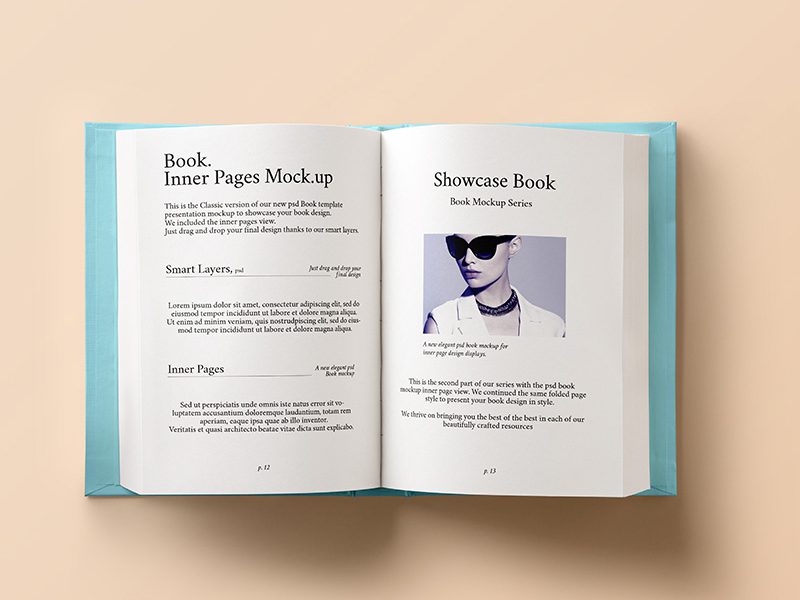 Book.
Inner Pages Mock.up
This is the Classic version of our new psd Book template
presentation mockup to showcase your book design.
We included the inner pages view.
Just drag and drop your final design thanks to our smart layers.
Smart Layers, psd
Just drag and drop your
final design
Lorem ipsum dolor sit amet, consectetur adipiscing elit, sed do
eiusmod tempor incididunt ut labore et dolore magna aliqua.
Ut enim ad minim veniam, quis nostrudpiscing elit, sed do eius-
mod tempor incididunt ut labore et dolore magna aliqua.
Inner Pages
A new elegant psd
Book mockup
Sed ut perspiciatis unde omnis iste natus error sit vo-
luptatem accusantium doloremque laudantium, totam rem
aperiam, eaque ipsa quae ab illo inventor.
Veritatis et quasi architecto beatae vitae dicta sunt explicabo.
p. 12
Showcase Book
Book Mockup Series
A new elegant psd book mockup for
inner page design displays.
This is the second part of our series with the psd book
mockup inner page view. We continued the same folded page
style to present your book design in style.
We thrive on bringing you the best of the best in each of our
beautifully crafted resources
p. 13